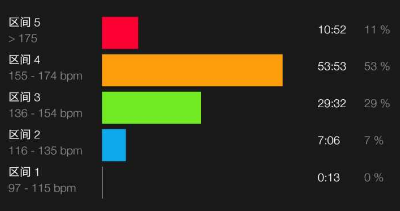 区间 5
> 175
10:52 11 %
区间 4
155 - 174 bpm
53:53 53 %
区间 3
136 - 154 bpm
29:32 29 %
区间 2
116 - 135 bpm
7:06 7 %
区间 1
97 - 115 bpm
0:13 0 %